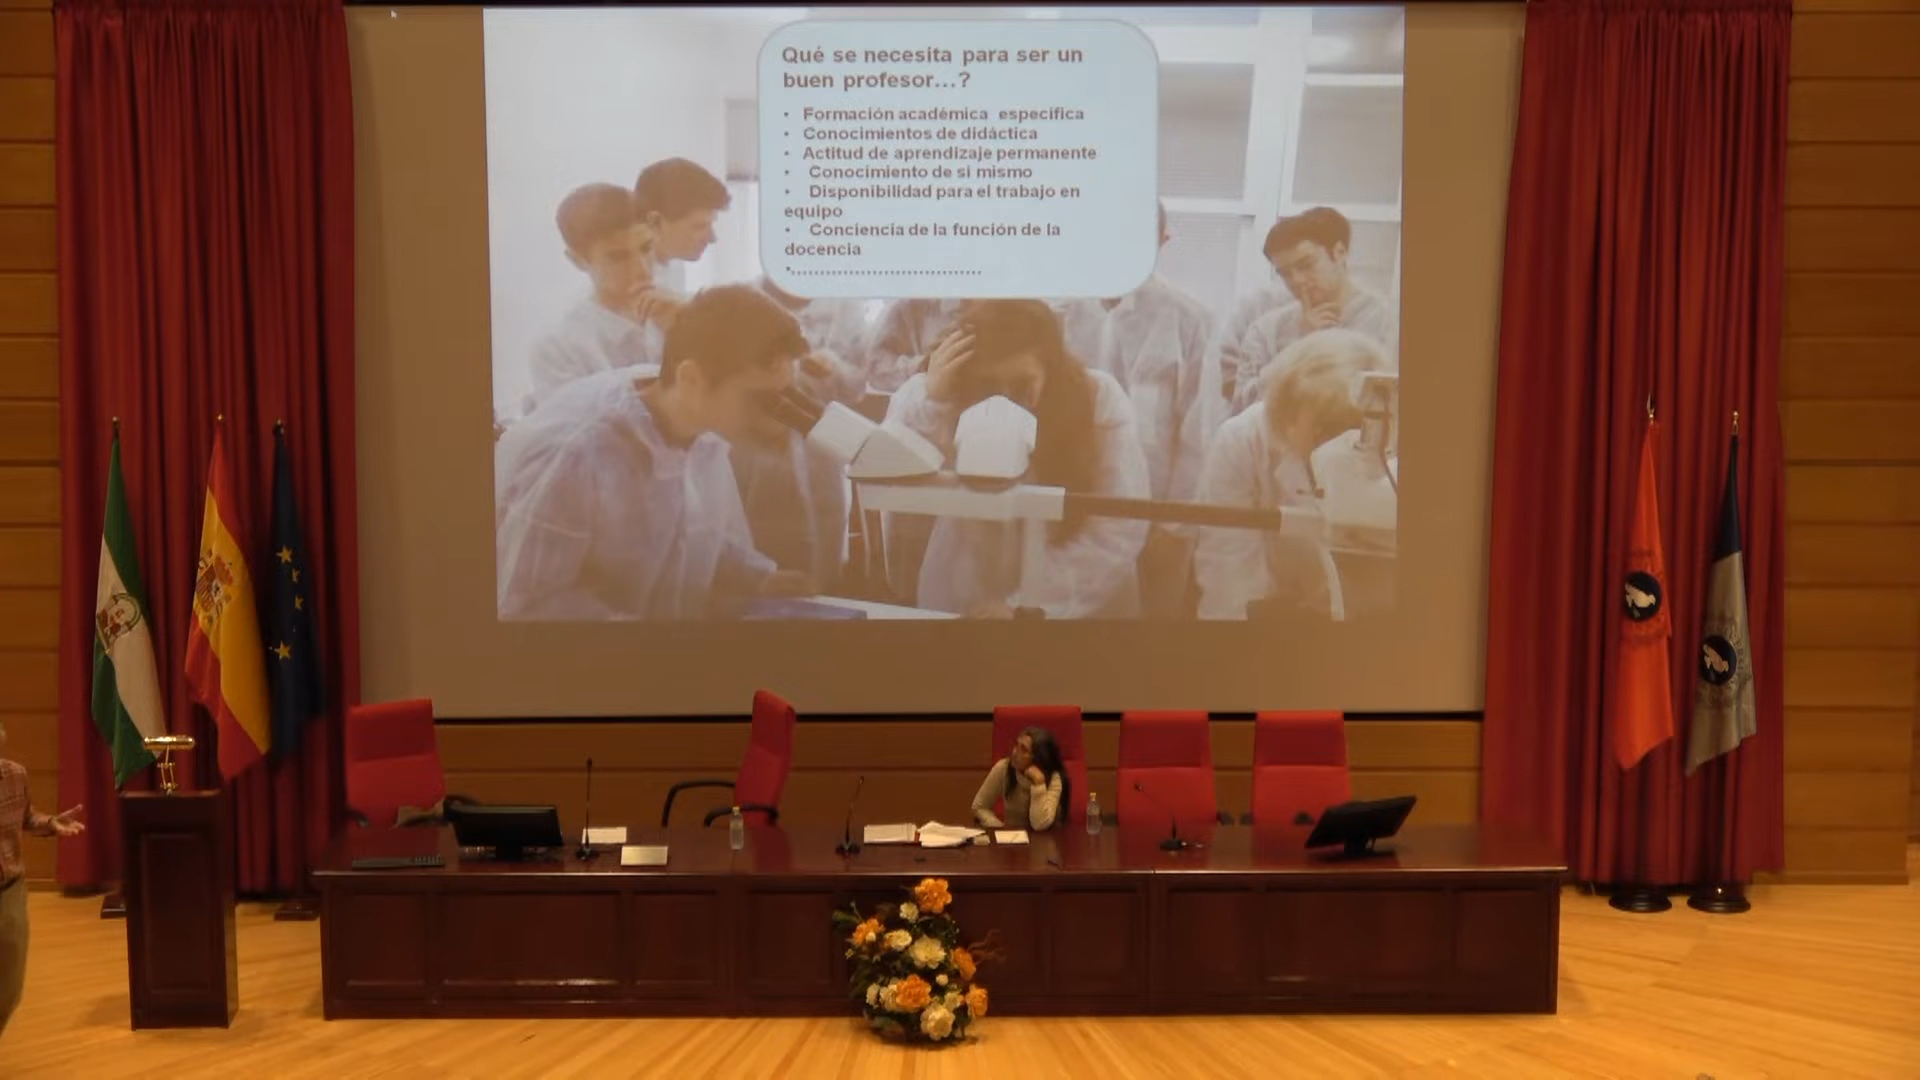 Qué se necesita para ser un
buen profesor...?
• Formación académica especifica
• Conocimientos de didáctica
• Actitud de aprendizaje permanente
• Conocimiento de si mismo
• Disponibilidad para el trabajo en
equipo
• Conciencia de la función de la
docencia
•.................................